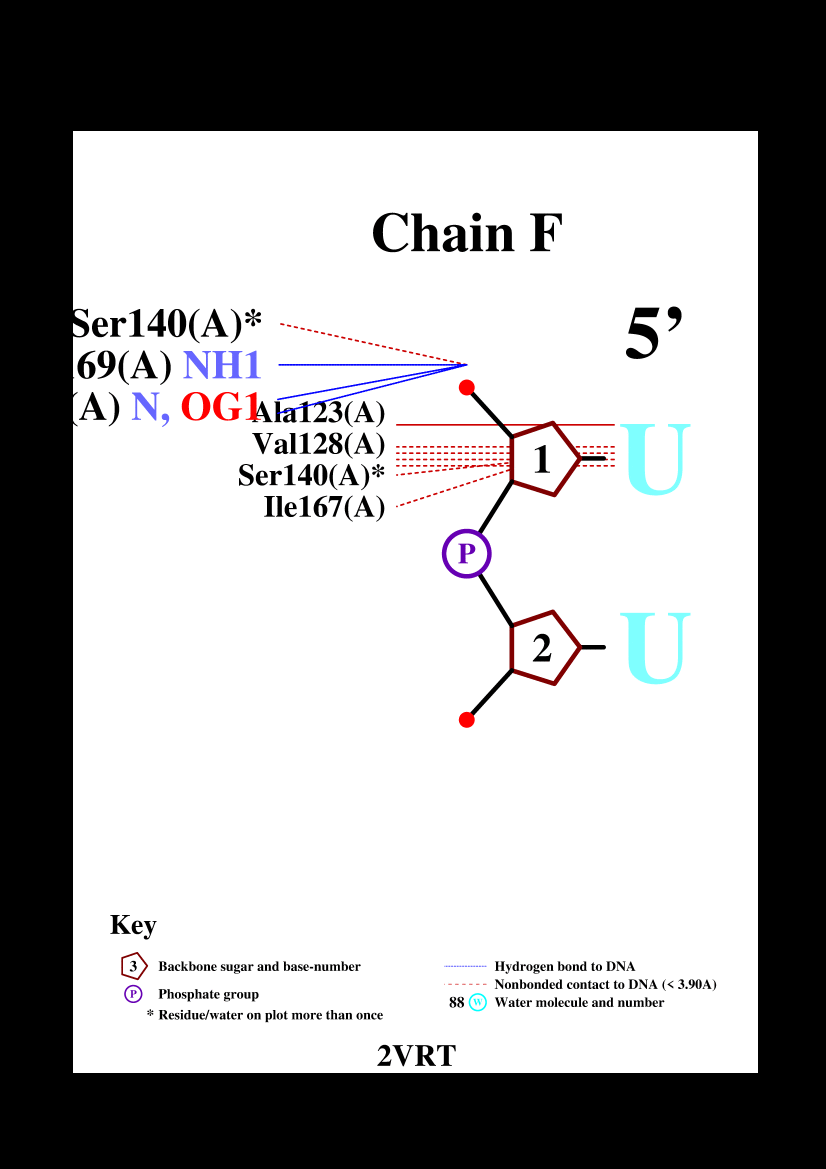 Chain F
5’
Ser140(A)*
69(A) NH1
(A) N, OG1
Ala123(A)
Val128(A)
Ser140(A)*
Ile167(A)
1
U
P
2
U
Key
3 Backbone sugar and base-number
P Phosphate group
* Residue/water on plot more than once
Hydrogen bond to DNA
Nonbonded contact to DNA (< 3.90A)
88 W Water molecule and number
2VRT